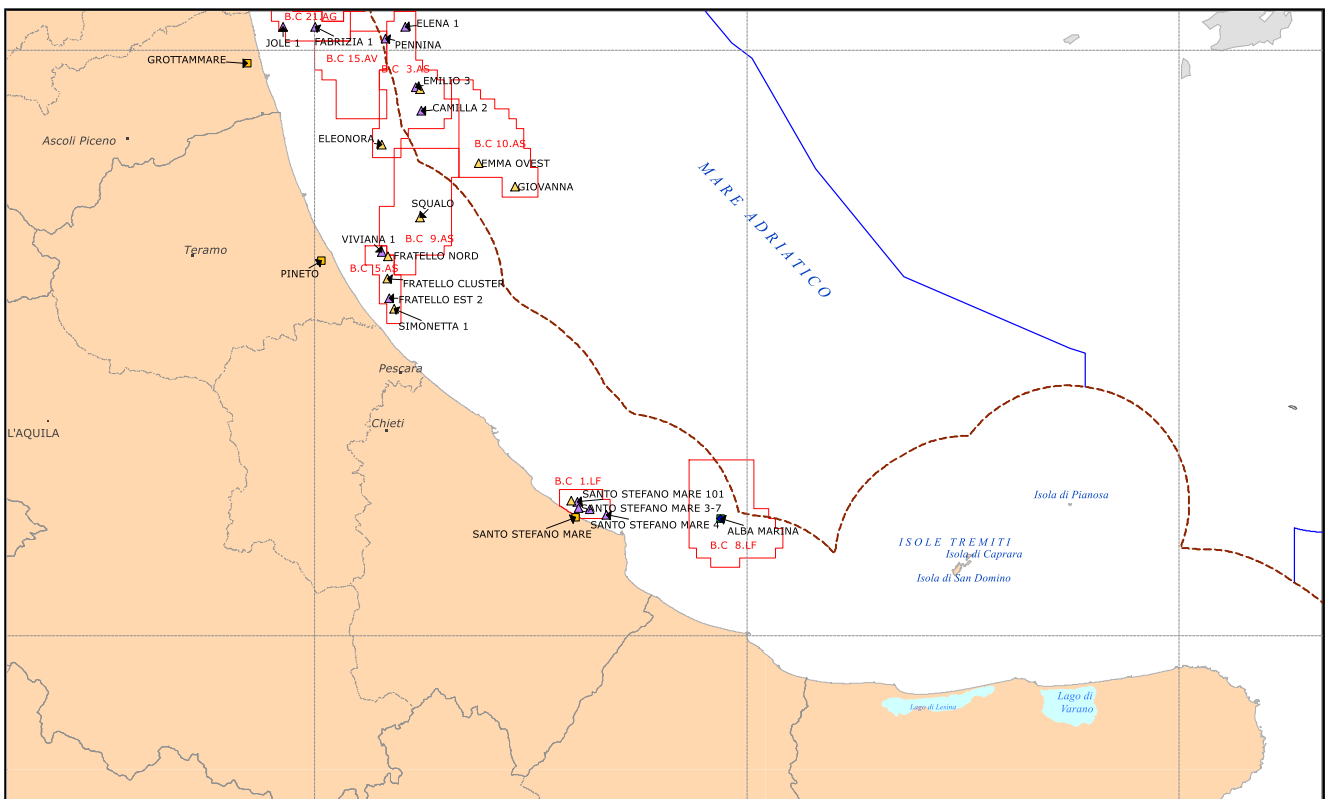 B.C 21.AG
ELENA 1
JOLE 1
FABRIZIA 1
PENNINA
GROTTAMMARE
B.C 15.AV
B.C 3.AS
EMILIO 3
CAMILLA 2
Ascoli Piceno
ELEONORA
B.C 10.AS
EMMA OVEST
GIOVANNA
MARE ADRIATICO
SQUALO
VIVIANA 1
B.C 9.AS
Teramo
FRATELLO NORD
PINETO
B.C 5.AS
FRATELLO CLUSTER
FRATELLO EST 2
SIMONETTA 1
Pescara
Chieti
L'AQUILA
B.C 1.LF
SANTO STEFANO MARE 101
SANTO STEFANO MARE 3-7
SANTO STEFANO MARE 4
SANTO STEFANO MARE
ALBA MARINA
B.C 8.LF
Isola di Pianosa
ISOLE TREMITI
Isola di Caprara
Isola di San Domino
Lago di Lesina
Lago di
Varano